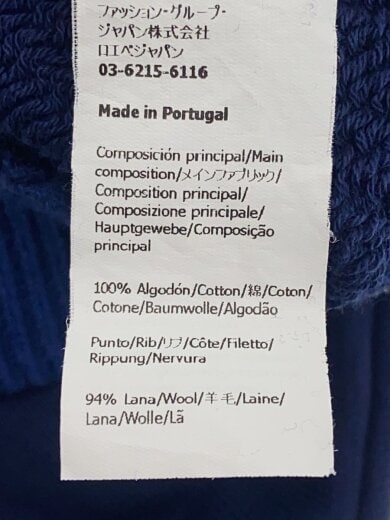 ファッション・グループ・
ジャパン株式会社
ロエベジャパン
03-6215-6116
Made in Portugal
Composición principal/Main
composition/メインファブリック/
Composition principal/
Composizione principale/
Hauptgewebe/Composição
principal
100% Algodón/Cotton/綿/Coton/
Cotone/Baumwolle/Algodão
Punto/Rib/リブ/Côte/Filetto/
Rippung/Nervura
94% Lana/Wool/羊毛/Laine/
Lana/Wolle/Lã